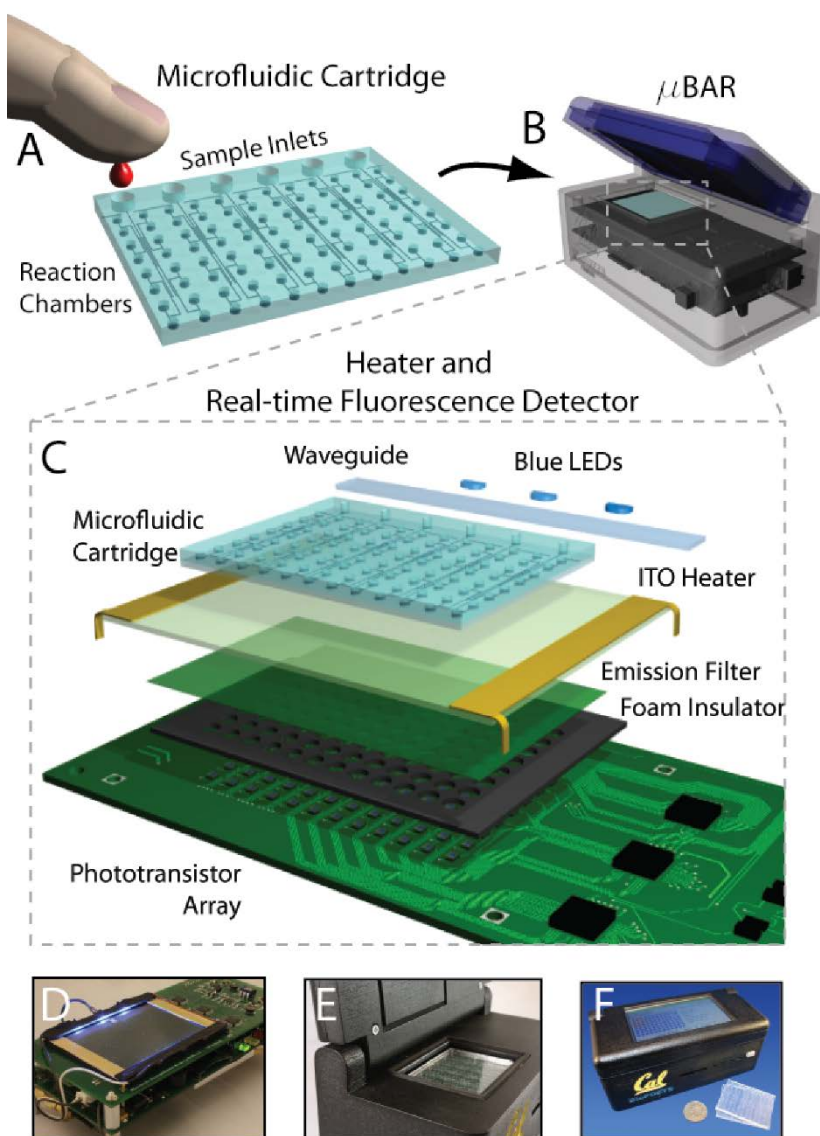 Microfluidic Cartridge
A
Sample Inlets
Reaction
Chambers
μBAR
B
Heater and
Real-time Fluorescence Detector
C
Waveguide
Blue LEDs
Microfluidic
Cartridge
ITO Heater
Emission Filter
Foam Insulator
Phototransistor
Array
D
E
F
Cal